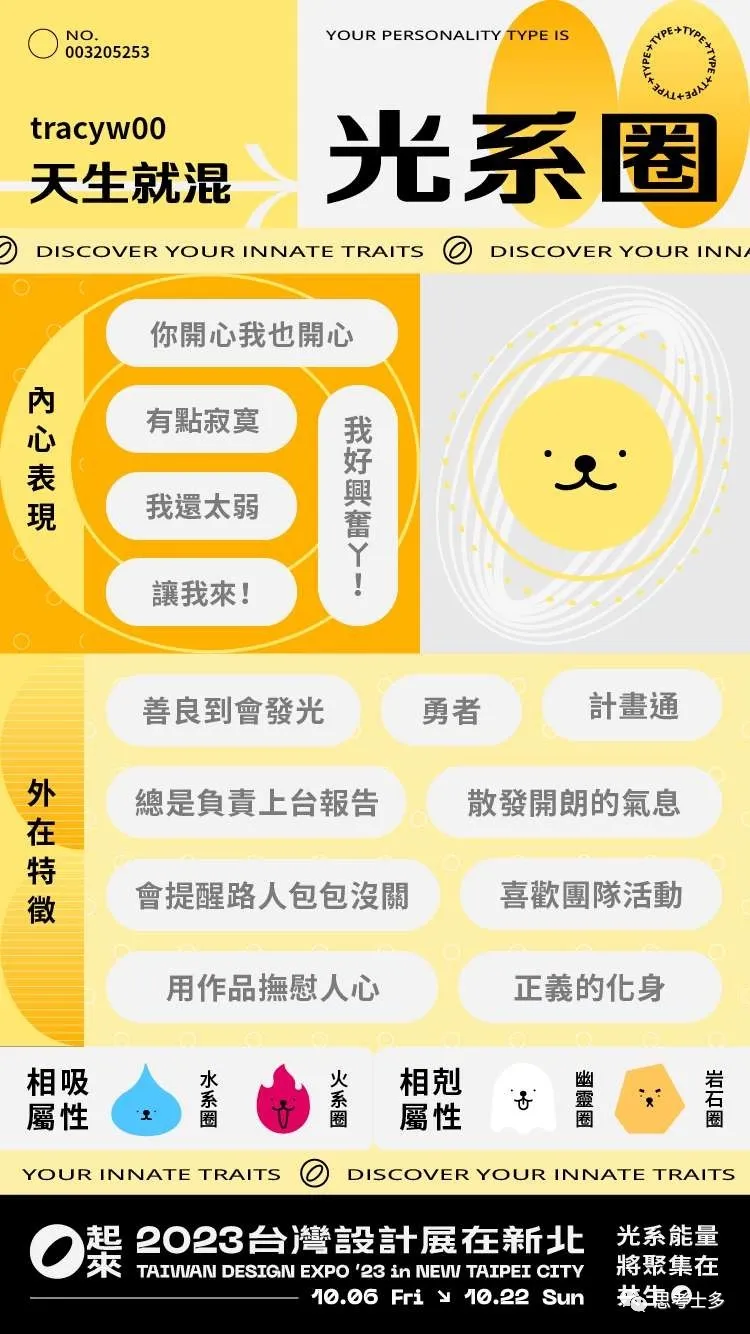 NO.
003205253
YOUR PERSONALITY TYPE IS
TYPE→TYPE→TYPE→TYPE→TYPE→TYPE→TYPE→
tracyw00
天生就混
光系圈
DISCOVER YOUR INNATE TRAITS DISCOVER YOUR INNA
內心表現
你開心我也開心
有點寂寞
我還太弱
讓我來！
我好興奮ㄚ！
外在特徵
善良到會發光
勇者
計畫通
總是負責上台報告
散發開朗的氣息
會提醒路人包包沒關
喜歡團隊活動
用作品撫慰人心
正義的化身
相吸
屬性
水系圈
火系圈
相剋
屬性
幽靈圈
岩石圈
YOUR INNATE TRAITS DISCOVER YOUR INNATE TRAITS
起來
2023台灣設計展在新北
TAIWAN DESIGN EXPO '23 in NEW TAIPEI CITY
10.06 Fri ↘ 10.22 Sun
光系能量
將聚集在
共生
思考士多